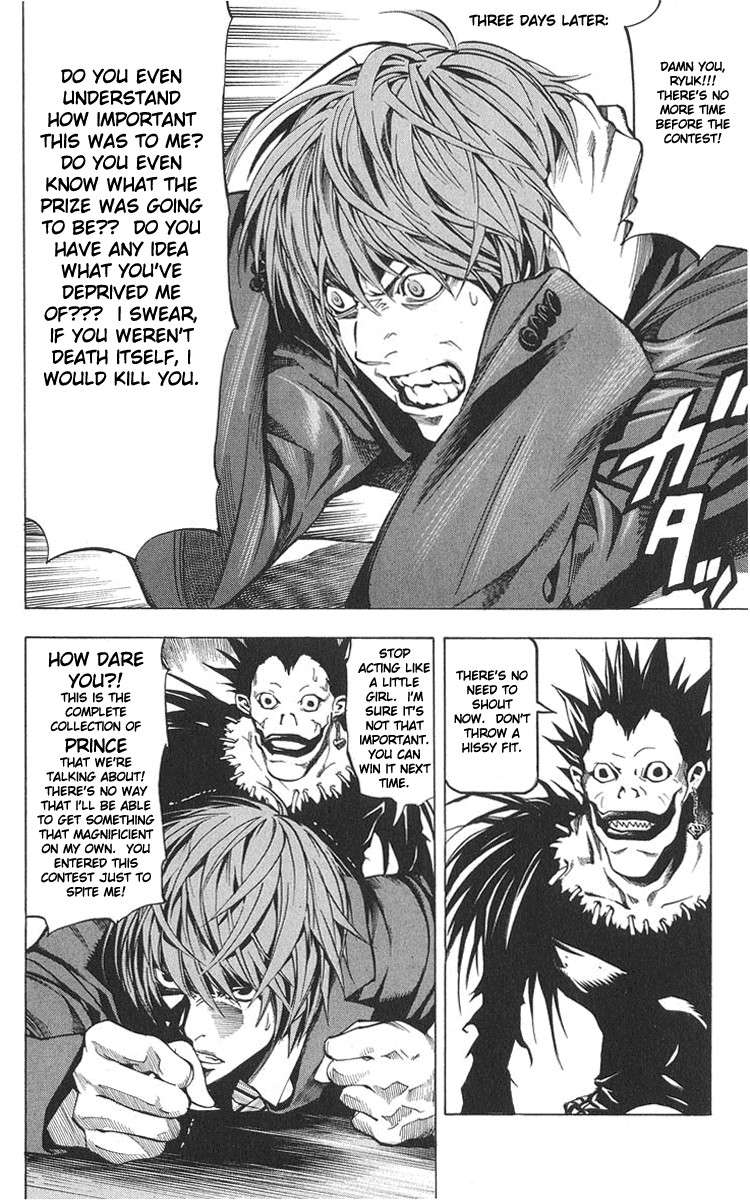 THREE DAYS LATER:
DAMN YOU,
RYUK!!!
THERE'S NO
MORE TIME
BEFORE THE
CONTEST!
DO YOU EVEN
UNDERSTAND
HOW IMPORTANT
THIS WAS TO ME?
DO YOU EVEN
KNOW WHAT THE
PRIZE WAS GOING
TO BE?? DO YOU
HAVE ANY IDEA
WHAT YOU'VE
DEPRIVED ME
OF??? I SWEAR,
IF YOU WEREN'T
DEATH ITSELF, I
WOULD KILL YOU.
ガタッ
THERE'S NO
NEED TO
SHOUT
NOW. DON'T
THROW A
HISSY FIT.
STOP
ACTING LIKE
A LITTLE
GIRL. I'M
SURE IT'S
NOT THAT
IMPORTANT.
YOU CAN
WIN IT NEXT
TIME.
HOW DARE
YOU?!
THIS IS THE
COMPLETE
COLLECTION OF
PRINCE
THAT WE'RE
TALKING ABOUT!
THERE'S NO WAY
THAT I'LL BE ABLE
TO GET SOMETHING
THAT MAGNIFICIENT
ON MY OWN. YOU
ENTERED THIS
CONTEST JUST TO
SPITE ME!